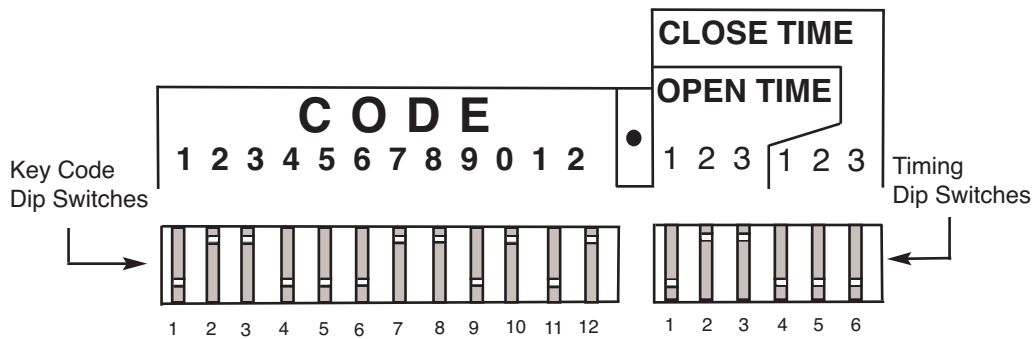 CLOSE TIME
OPEN TIME
C O D E
1 2 3 4 5 6 7 8 9 0 1 2
1 2 3 1 2 3
Key Code
Dip Switches
Timing
Dip Switches
1 2 3 4 5 6 7 8 9 10 11 12
1 2 3 4 5 6